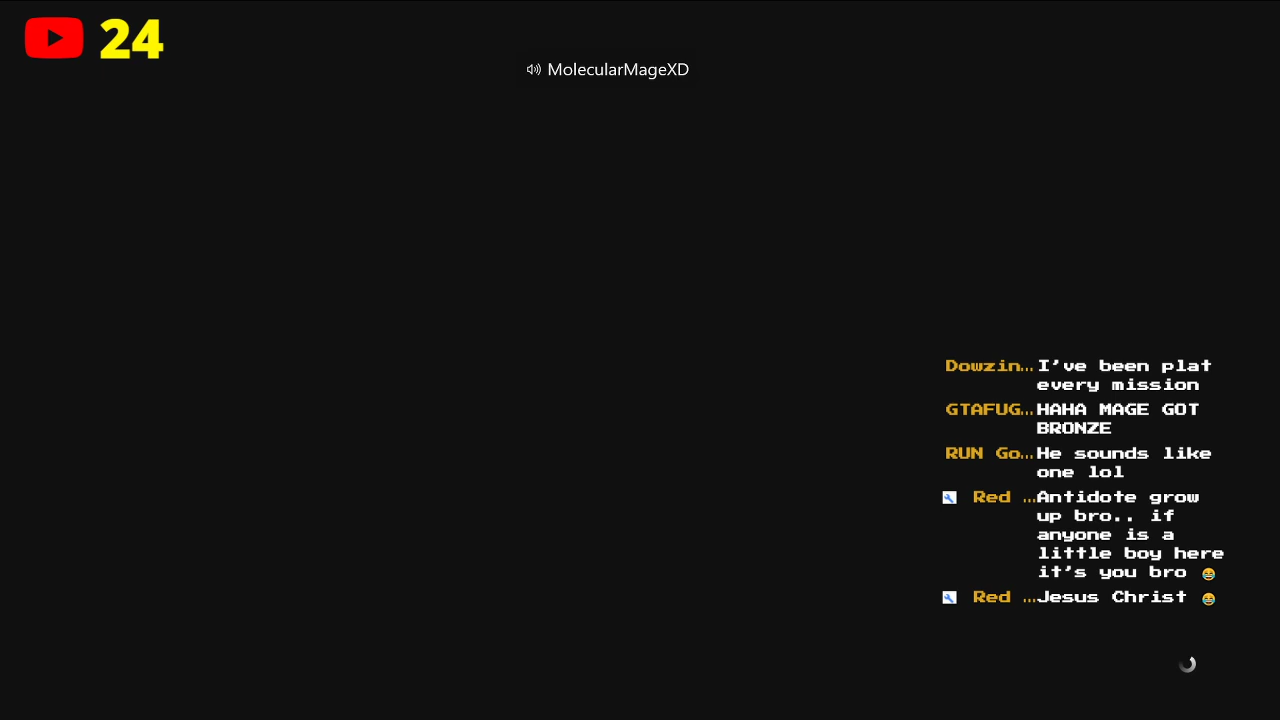 24
MolecularMageXD
Dowzin... I've been plat
every mission
GTAFUG... HAHA MAGE GOT
BRONZE
RUN Go... He sounds like
one lol
Red ... Antidote grow
up bro.. if
anyone is a
little boy here
it's you bro 😂
Red ... Jesus Christ 😂